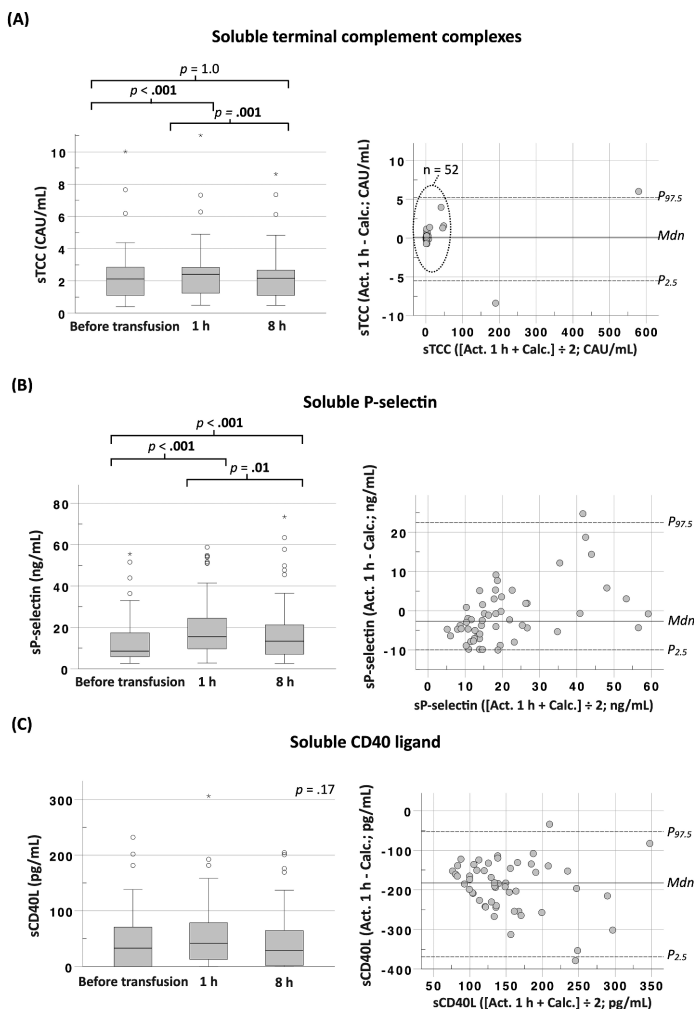 (A)
Soluble terminal complement complexes
p = 1.0
p < .001
p = .001
10
8
6
4
2
0
sTCC (CAU/mL)
Before transfusion 1 h 8 h
n = 52
10
5
0
-5
-10
sTCC (Act. 1 h - Calc.; CAU/mL)
P97.5
Mdn
P2.5
0 100 200 300 400 500 600
sTCC ([Act. 1 h + Calc.] ÷ 2; CAU/mL)
(B)
Soluble P-selectin
p < .001
p < .001
p = .01
80
60
40
20
0
sP-selectin (ng/mL)
Before transfusion 1 h 8 h
20
10
0
-10
sP-selectin (Act. 1 h - Calc.; ng/mL)
P97.5
Mdn
P2.5
0 10 20 30 40 50 60
sP-selectin ([Act. 1 h + Calc.] ÷ 2; ng/mL)
(C)
Soluble CD40 ligand
p = .17
300
200
100
50
0
sCD40L (pg/mL)
Before transfusion 1 h 8 h
0
-100
-200
-300
-400
sCD40L (Act. 1 h - Calc.; pg/mL)
P97.5
Mdn
P2.5
50 100 150 200 250 300 350
sCD40L ([Act. 1 h + Calc.] ÷ 2; pg/mL)